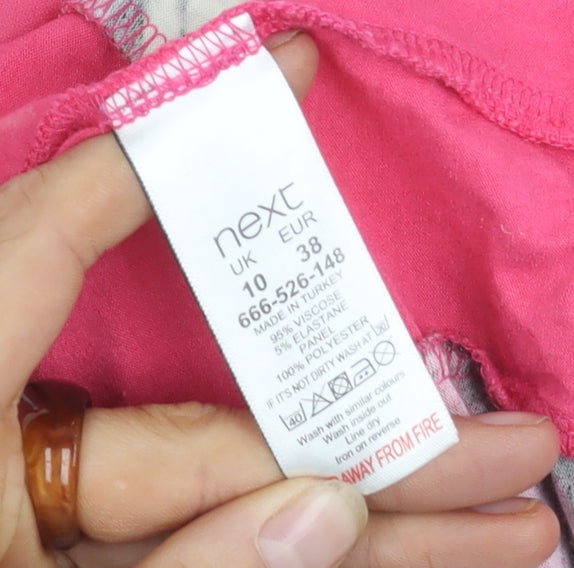 next
UK EUR
10 38
666-526-148
MADE IN TURKEY
95% VISCOSE
5% ELASTANE
PANEL
100% POLYESTER
IF IT'S NOT DIRTY WASH AT 30
40
Wash with similar colours
Wash inside out
Line dry
Iron on reverse
AWAY FROM FIRE